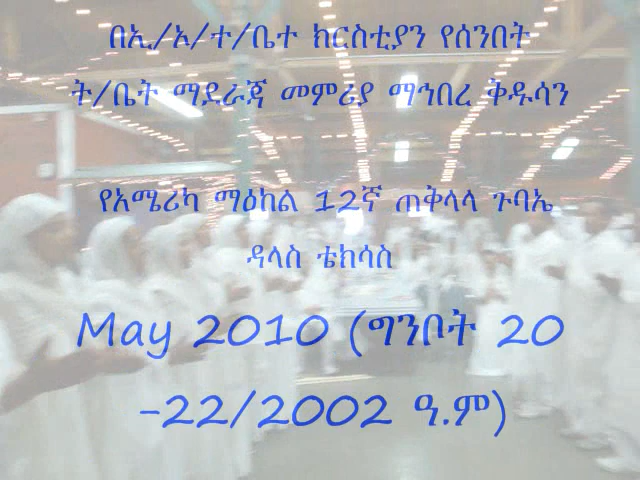 በኢ/ኦ/ተ/ቤተ ክርስቲያን የሰንበት
ት/ቤት ማደራጃ መምሪያ ማኅበረ ቅዱሳን
የአሜሪካ ማዕከል 12ኛ ጠቅላላ ጉባኤ
ዳላስ ቴክሳስ
May 2010 (ግንቦት 20
-22/2002 ዓ.ም)